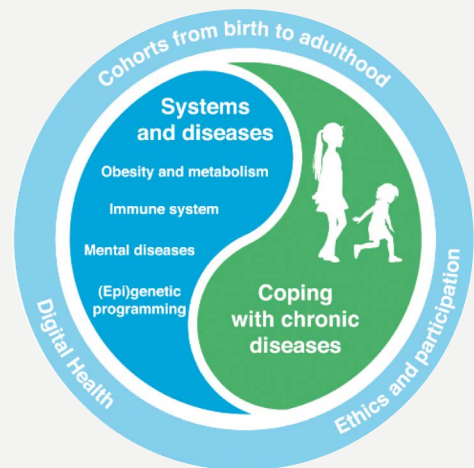 Cohorts from birth to adulthood
Systems
and diseases
Obesity and metabolism
Immune system
Mental diseases
(Epi)genetic
programming
Coping
with chronic
diseases
Digital Health
Ethics and participation